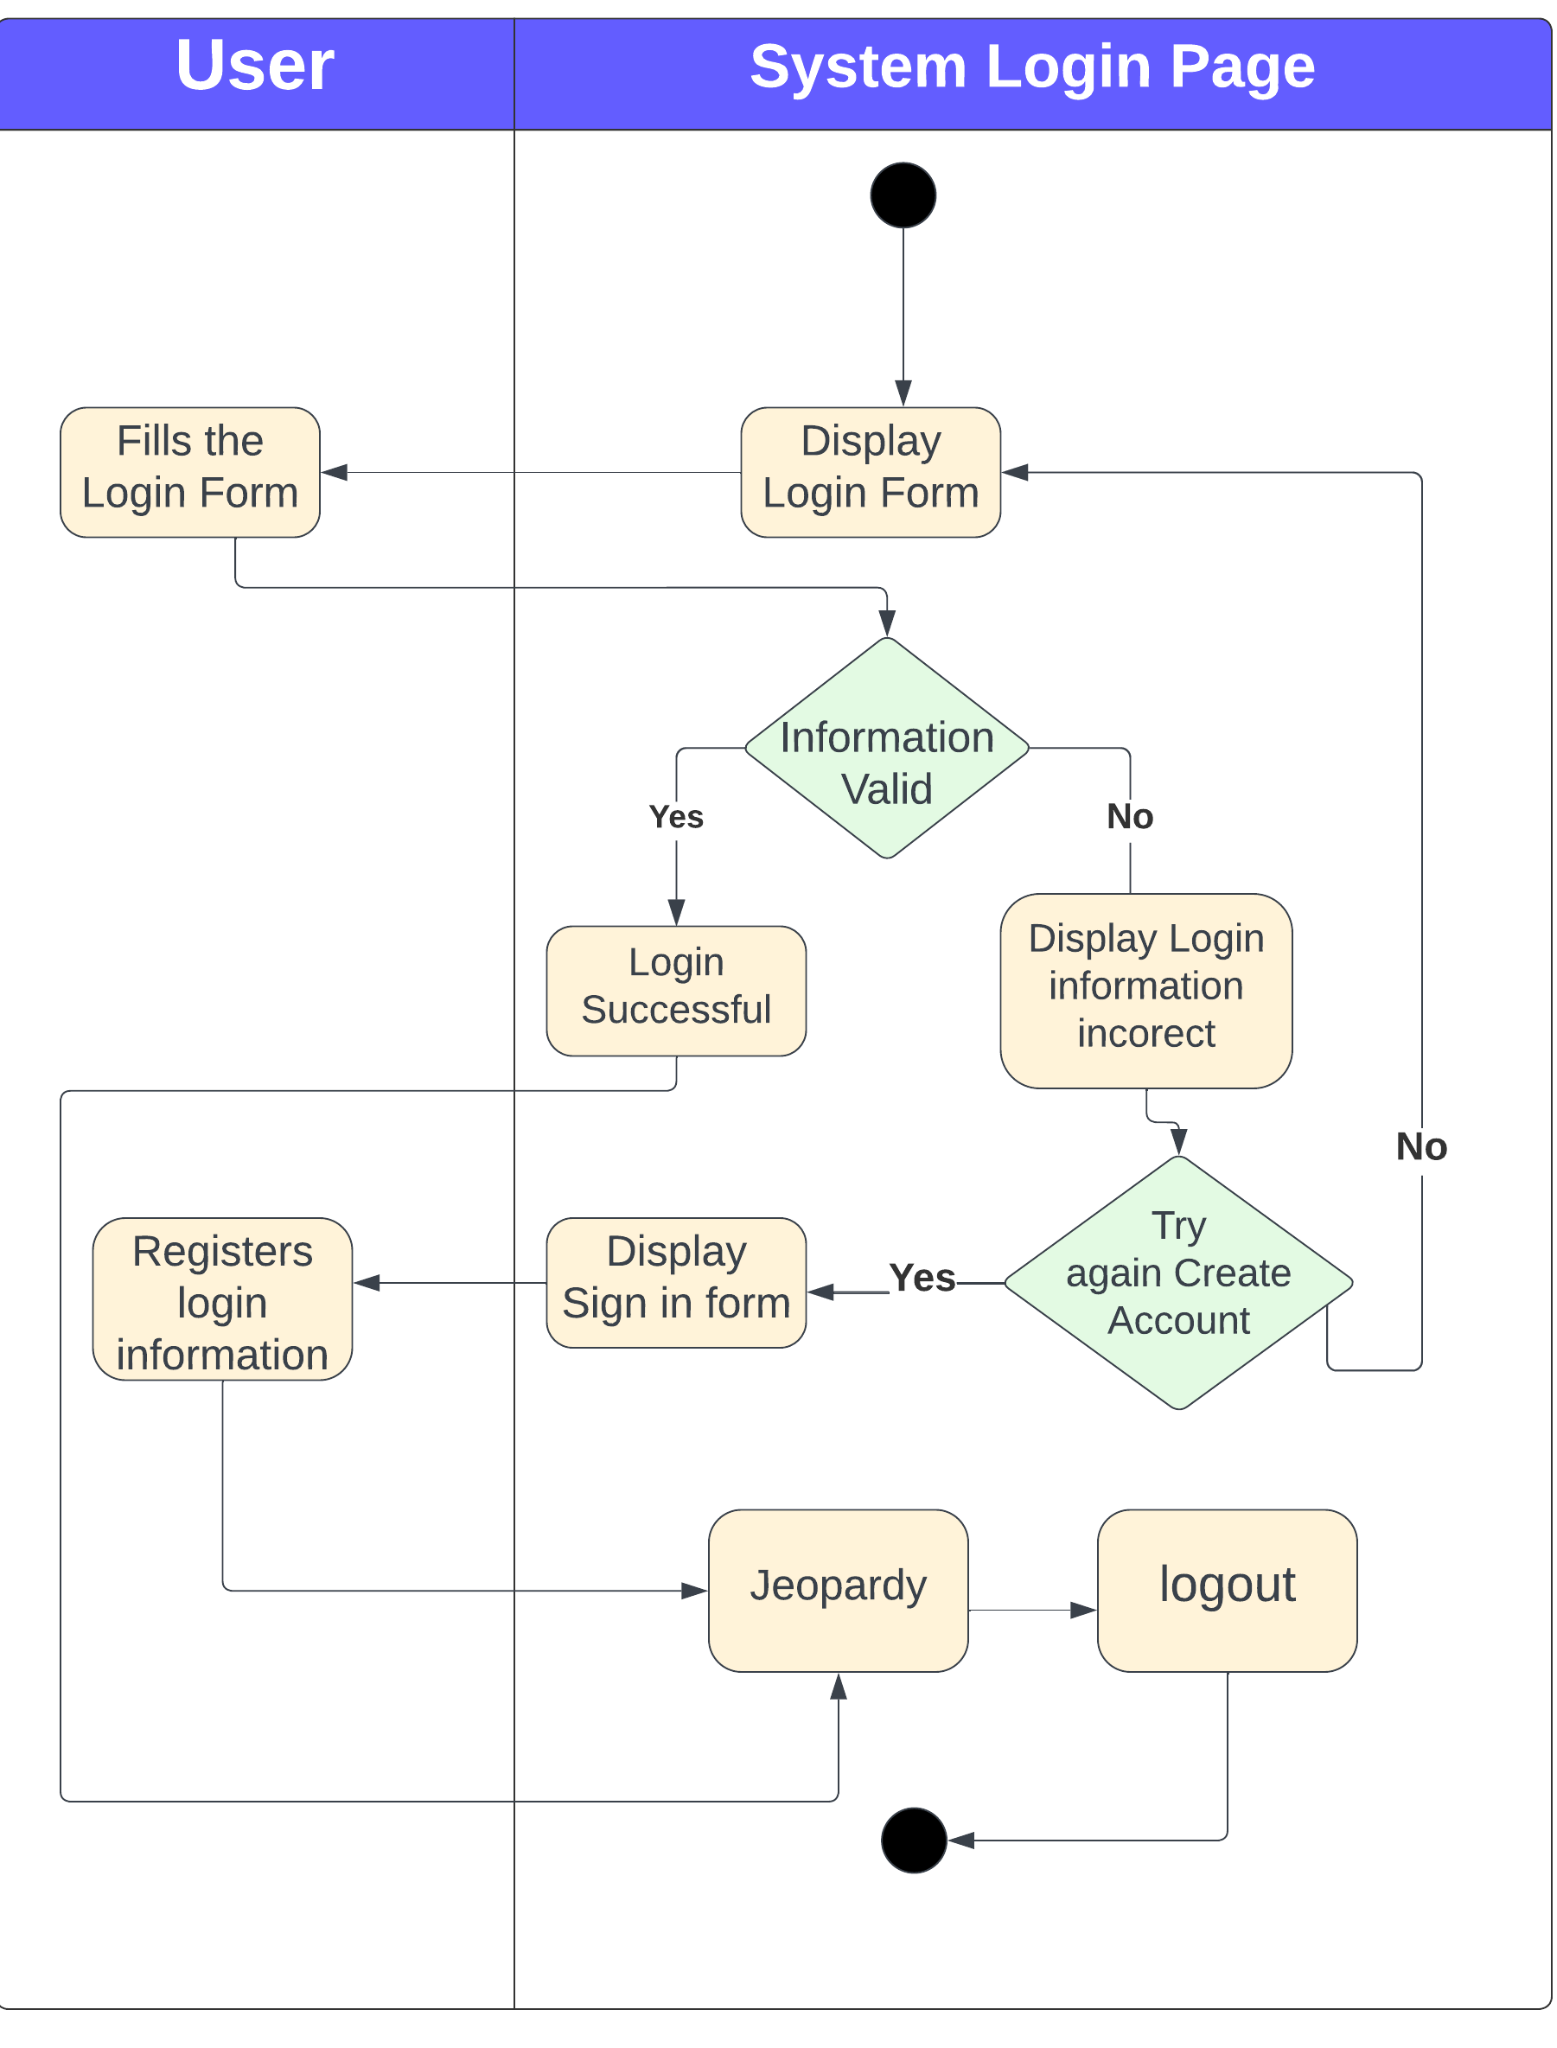 User
System Login Page
Fills the
Login Form
Display
Login Form
Information
Valid
Yes
No
Login
Successful
Display Login
information
incorect
No
Registers
login
information
Display
Sign in form
Yes
Try
again Create
Account
Jeopardy
logout